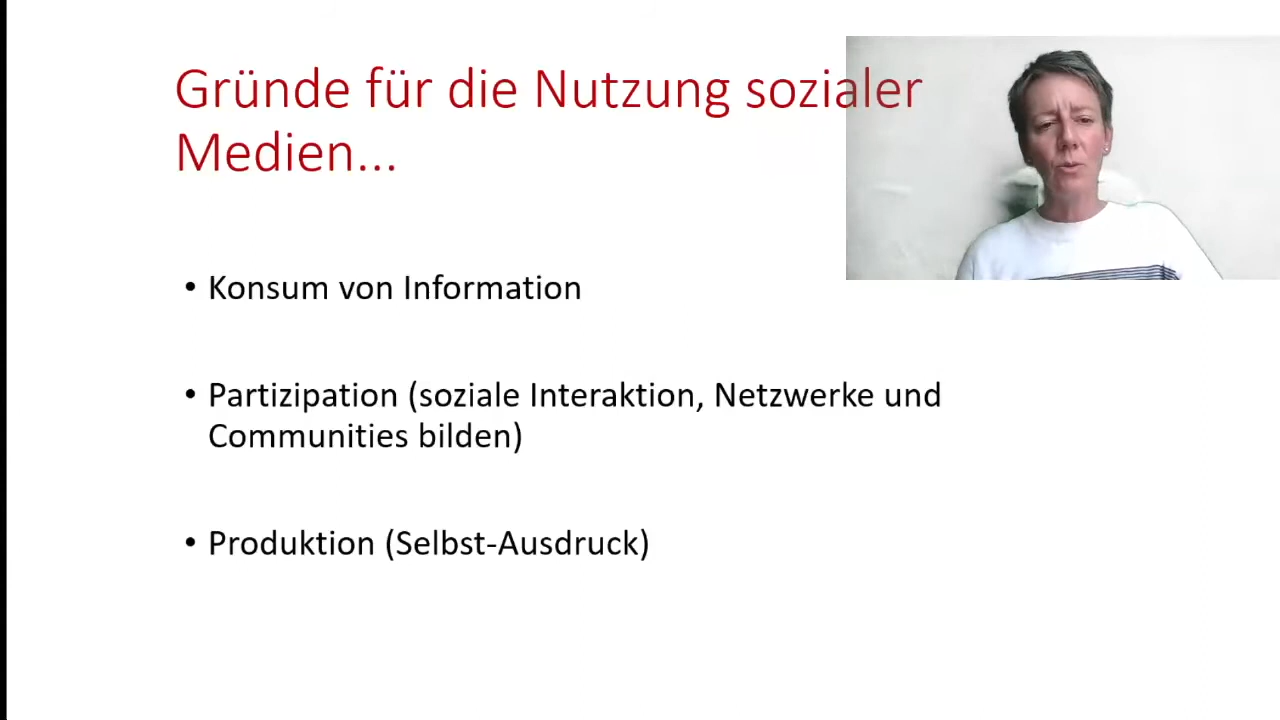 Gründe für die Nutzung sozialer
Medien...
• Konsum von Information
• Partizipation (soziale Interaktion, Netzwerke und
Communities bilden)
• Produktion (Selbst-Ausdruck)